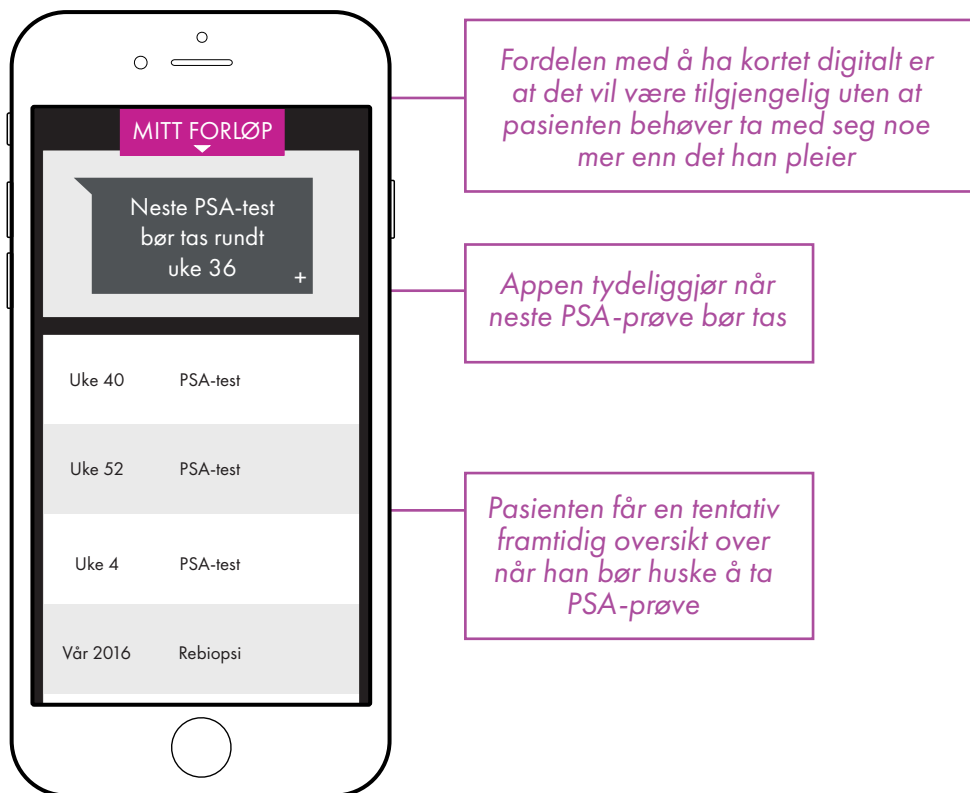 MITT FORLØP
Neste PSA-test
bør tas rundt
uke 36
+
Uke 40 PSA-test
Uke 52 PSA-test
Uke 4 PSA-test
Vår 2016 Rebiopsi
Fordelen med å ha kortet digitalt er
at det vil være tilgjengelig uten at
pasienten behøver ta med seg noe
mer enn det han pleier
Appen tydeliggjør når
neste PSA-prøve bør tas
Pasienten får en tentativ
framtidig oversikt over
når han bør huske å ta
PSA-prøve